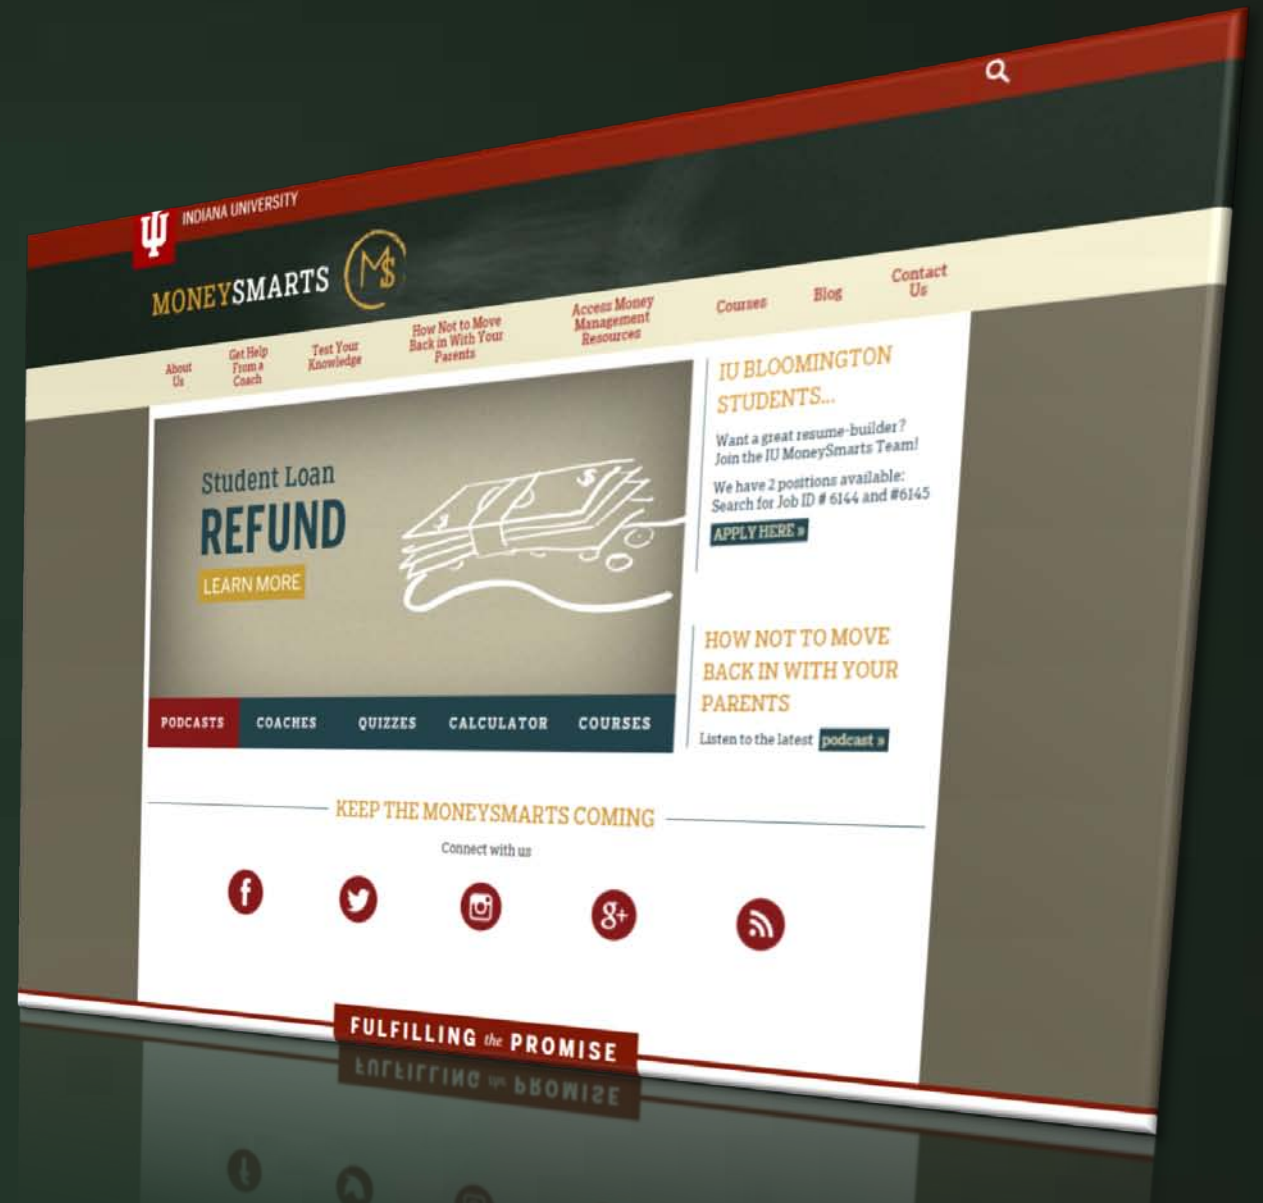 INDIANA UNIVERSITY
MONEYSMARTS M$
About
Us
Get Help
From a
Coach
Test Your
Knowledge
How Not to Move
Back in With Your
Parents
Access Money
Management
Resources
Courses
Blog
Contact
Us
Student Loan
REFUND
LEARN MORE
$
PODCASTS
COACHES
QUIZZES
CALCULATOR
COURSES
IU BLOOMINGTON
STUDENTS...
Want a great resume-builder?
Join the IU MoneySmarts Team!
We have 2 positions available:
Search for Job ID # 6144 and #6145
APPLY HERE »
HOW NOT TO MOVE
BACK IN WITH YOUR
PARENTS
Listen to the latest podcast »
KEEP THE MONEYSMARTS COMING
Connect with us
f
g+
FULFILLING the PROMISE